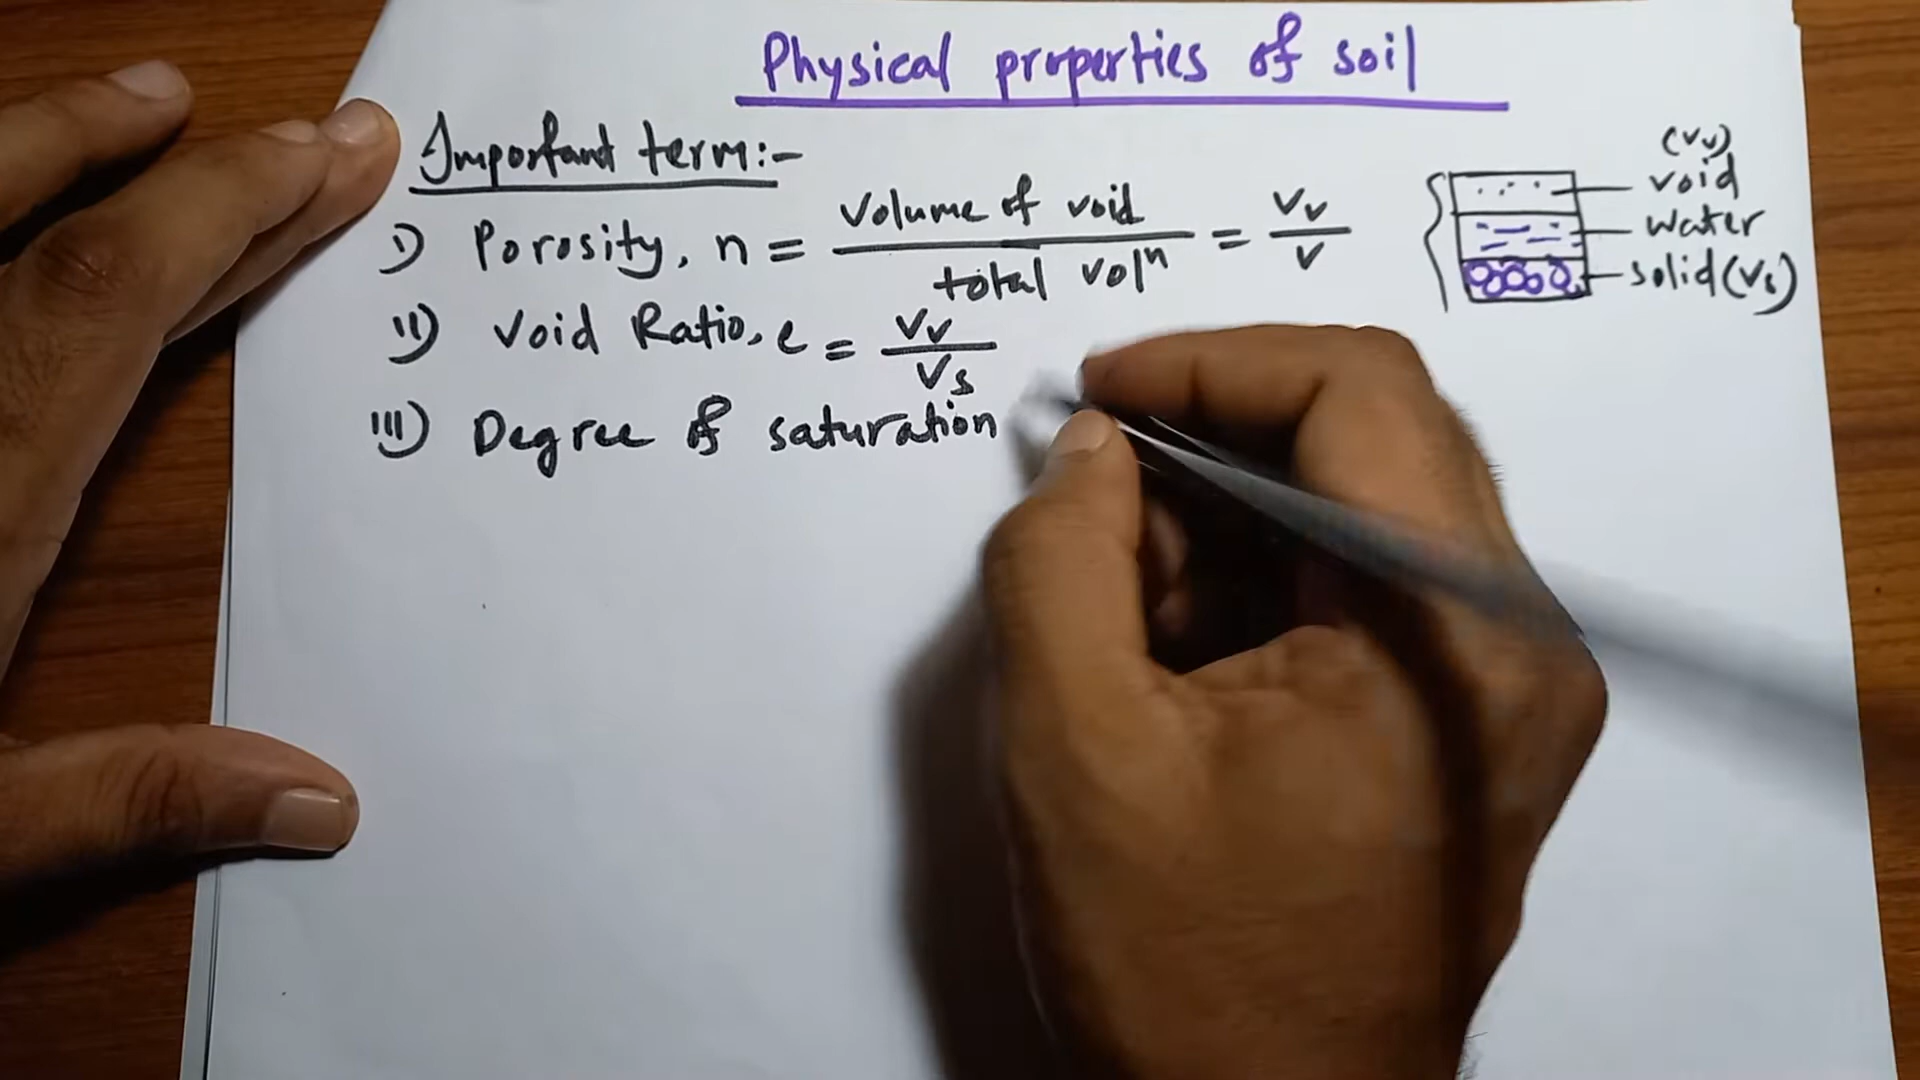 Physical properties of soil
Important term:-
i) Porosity, n = volume of void / total volⁿ = Vv / V
(Vv)
void
water
solid (Vs)
ii) Void Ratio, e = Vv / Vs
iii) Degree of saturation